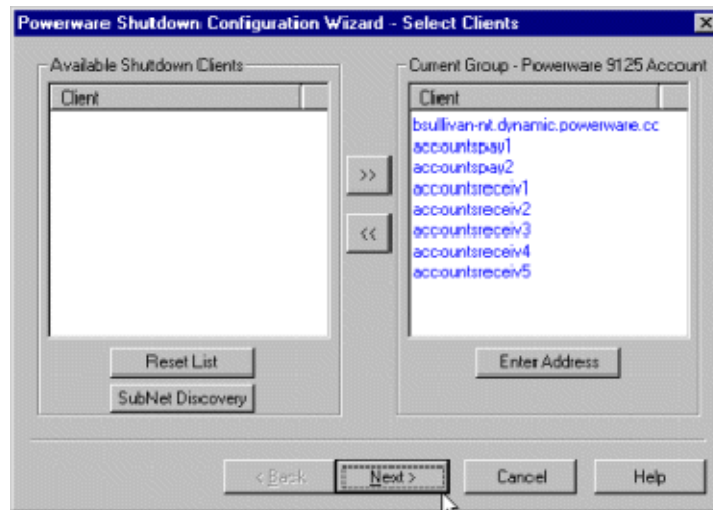 Powerware Shutdown Configuration Wizard - Select Clients
Available Shutdown Clients
Client
Reset List
SubNet Discovery
>>
<<
Current Group - Powerware 9125 Account
Client
bsullivan-nt.dynamic.powerware.cc
accountspay1
accountspay2
accountsreceiv1
accountsreceiv2
accountsreceiv3
accountsreceiv4
accountsreceiv5
Enter Address
< Back
Next >
Cancel
Help